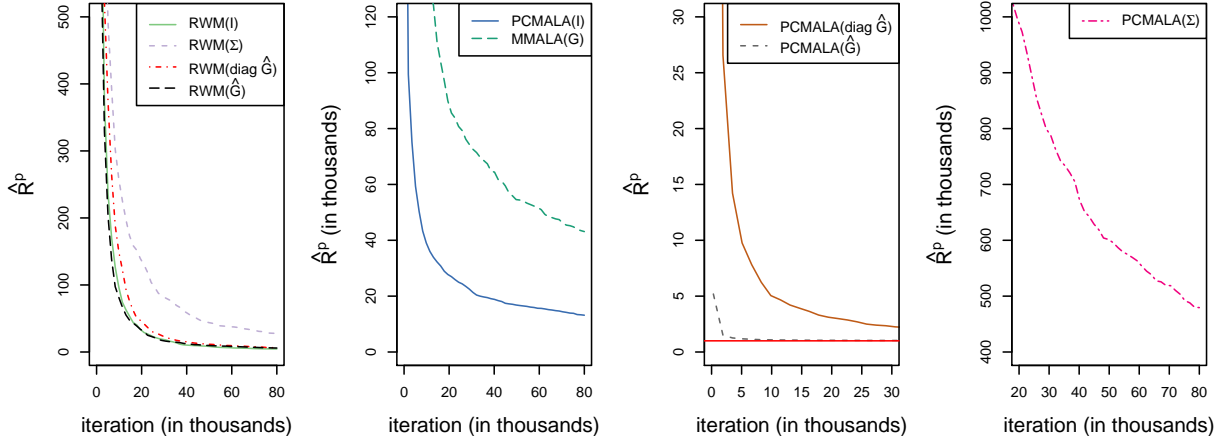 RWM(I)
RWM(Σ)
RWM(diag Ĝ)
RWM(Ĝ)
0
100
200
300
400
500
R̂ᵖ
0 20 40 60 80
iteration (in thousands)
PCMALA(I)
MMALA(G)
0
20
40
60
80
100
120
R̂ᵖ (in thousands)
0 20 40 60 80
iteration (in thousands)
PCMALA(diag Ĝ)
PCMALA(Ĝ)
0
5
10
15
20
25
30
R̂ᵖ
0 5 10 15 20 25 30
iteration (in thousands)
PCMALA(Σ)
400
500
600
700
800
900
1000
R̂ᵖ (in thousands)
20 30 40 50 60 70 80
iteration (in thousands)